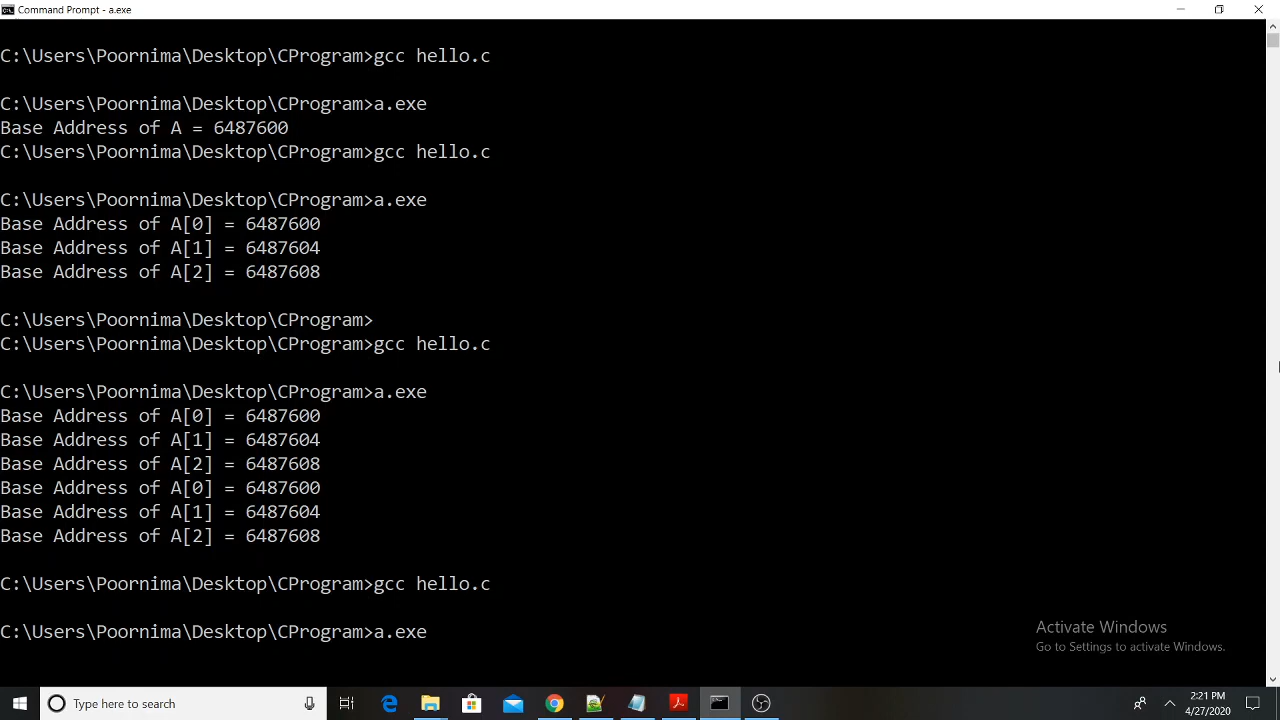 Command Prompt - a.exe
C:\Users\Poornima\Desktop\CProgram>gcc hello.c
C:\Users\Poornima\Desktop\CProgram>a.exe
Base Address of A = 6487600
C:\Users\Poornima\Desktop\CProgram>gcc hello.c
C:\Users\Poornima\Desktop\CProgram>a.exe
Base Address of A[0] = 6487600
Base Address of A[1] = 6487604
Base Address of A[2] = 6487608
C:\Users\Poornima\Desktop\CProgram>
C:\Users\Poornima\Desktop\CProgram>gcc hello.c
C:\Users\Poornima\Desktop\CProgram>a.exe
Base Address of A[0] = 6487600
Base Address of A[1] = 6487604
Base Address of A[2] = 6487608
Base Address of A[0] = 6487600
Base Address of A[1] = 6487604
Base Address of A[2] = 6487608
C:\Users\Poornima\Desktop\CProgram>gcc hello.c
C:\Users\Poornima\Desktop\CProgram>a.exe
Activate Windows
Go to Settings to activate Windows.
Type here to search
2:21 PM
4/27/2020